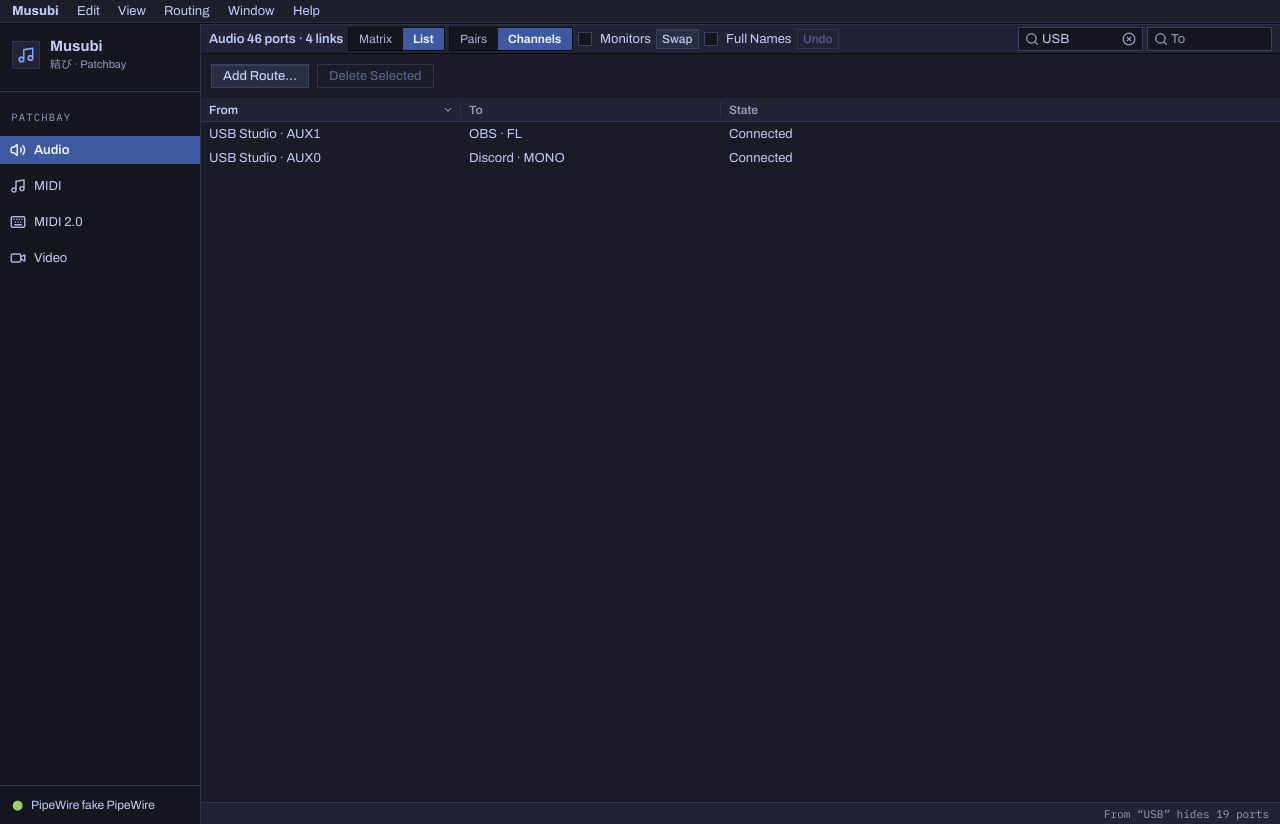 Musubi Edit View Routing Window Help
Musubi
結び · Patchbay
Audio 46 ports · 4 links Matrix List Pairs Channels Monitors Swap Full Names Undo USB To
Add Route... Delete Selected
PATCHBAY
Audio
MIDI
MIDI 2.0
Video
From To State
USB Studio · AUX1 OBS · FL Connected
USB Studio · AUX0 Discord · MONO Connected
PipeWire fake PipeWire
From “USB” hides 19 ports